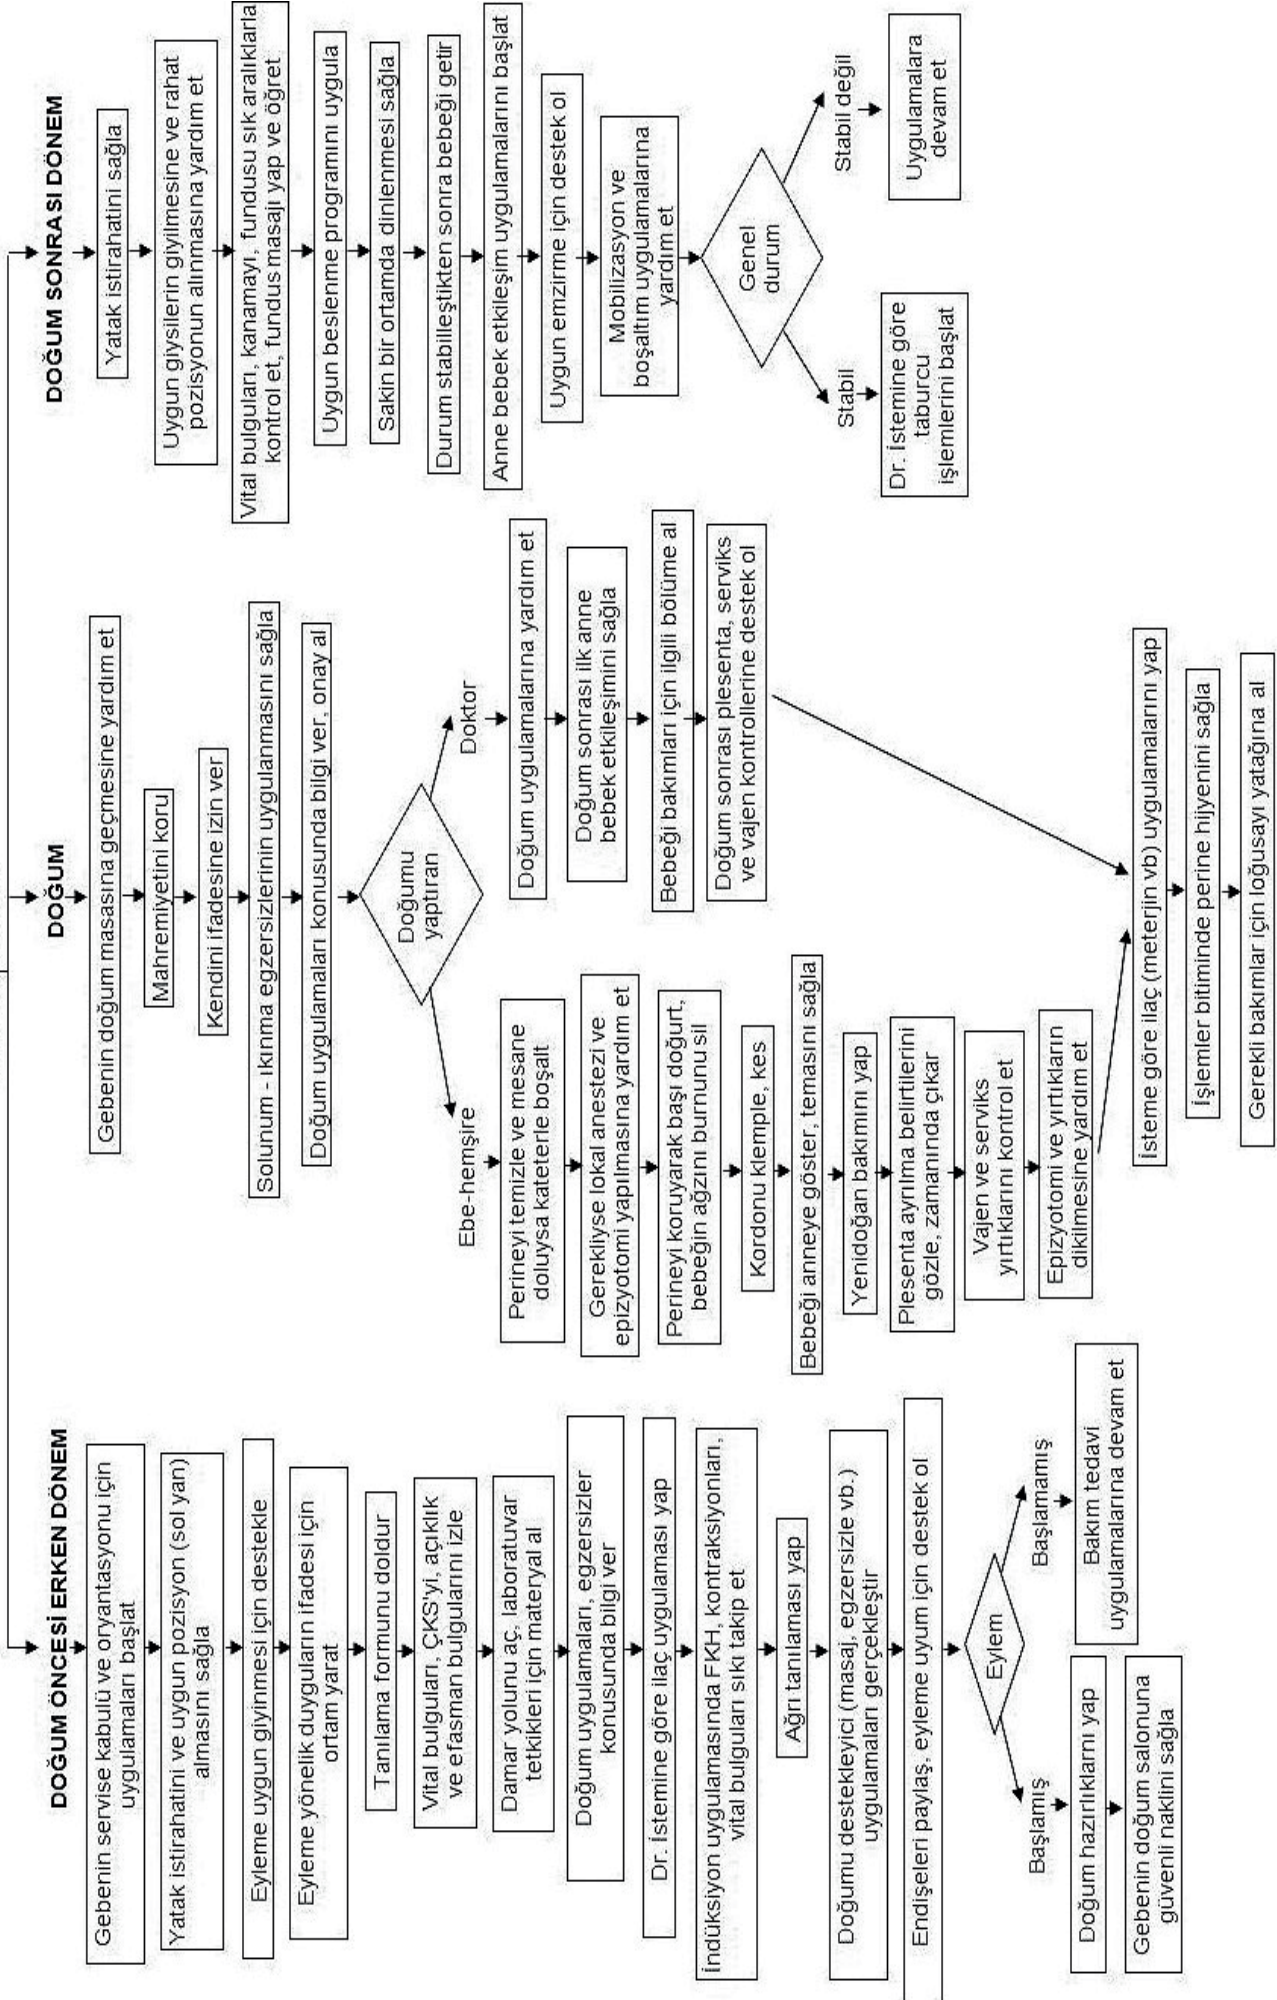 DOĞUM ÖNCESİ ERKEN DÖNEM
Gebenin servise kabulü ve oryantasyonu için
uygulamaları başlat
Yatak istirahatini ve uygun pozisyon (sol yan)
almasını sağla
Eyleme uygun giyinmesi için destekle
Eyleme yönelik duyguların ifadesi için
ortam yarat
Tanılama formunu doldur
Vital bulguları, ÇKS'yi, açıklık
ve efasman bulgularını izle
Damar yolunu aç, laboratuvar
tetkikleri için materyal al
Doğum uygulamaları, egzersizler
konusunda bilgi ver
Dr. İstemine göre ilaç uygulaması yap
İndüksiyon uygulamasında FKH, kontraksiyonları,
vital bulguları sıkı takip et
Ağrı tanılaması yap
Doğumu destekleyici (masaj, egzersizle vb.)
uygulamaları gerçekleştir
Endişeleri paylaş, eyleme uyum için destek ol
Eylem
Başlamış
Doğum hazırlıklarnı yap
Gebenin doğum salonuna
güvenli naklini sağla
Başlamamış
Bakım tedavi
uygulamalarına devam et
DOĞUM
Gebenin doğum masasına geçmesine yardım et
Mahremiyetini koru
Kendini ifadesine izin ver
Solunum - ıkınma egzersizlerinin uygulanmasını sağla
Doğum uygulamaları konusunda bilgi ver, onay al
Doğumu
yaptıran
Ebe-hemşire
Perineyi temizle ve mesane
doluysa kateterle boşalt
Gerekliyse lokal anestezi ve
epizyotomi yapılmasına yardım et
Perineyi koruyarak başı doğurt,
bebeğin ağzını burnunu sil
Kordonu klemple, kes
Bebeği anneye göster, temasını sağla
Yenidoğan bakımını yap
Plesenta ayrılma belirtilerini
gözle, zamanında çıkar
Vajen ve serviks
yırtıklarını kontrol et
Epizyotomi ve yırtıkların
dikilmesine yardım et
Doktor
Doğum uygulamalarına yardım et
Doğum sonrası ilk anne
bebek etkileşimini sağla
Bebeği bakımları için ilgili bölüme al
Doğum sonrası plesenta, serviks
ve vajen kontrollerine destek ol
İsteme göre ilaç (meterjin vb) uygulamalarını yap
İşlemler bitiminde perine hijyenini sağla
Gerekli bakımlar için loğusayı yatağına al
DOĞUM SONRASI DÖNEM
Yatak istirahatini sağla
Uygun giysilerin giyilmesine ve rahat
pozisyonun alınmasına yardım et
Vital bulguları, kanamayı, fundusu sık aralıklarla
kontrol et, fundus masajı yap ve öğret
Uygun beslenme programını uygula
Sakin bir ortamda dinlenmesi sağla
Durum stabilleştikten sonra bebeği getir
Anne bebek etkileşim uygulamalarını başlat
Uygun emzirme için destek ol
Mobilizasyon ve
boşaltım uygulamalarına
yardım et
Genel
durum
Stabil
Dr. İstemine göre
taburcu
işlemlerini başlat
Stabil değil
Uygulamalara
devam et